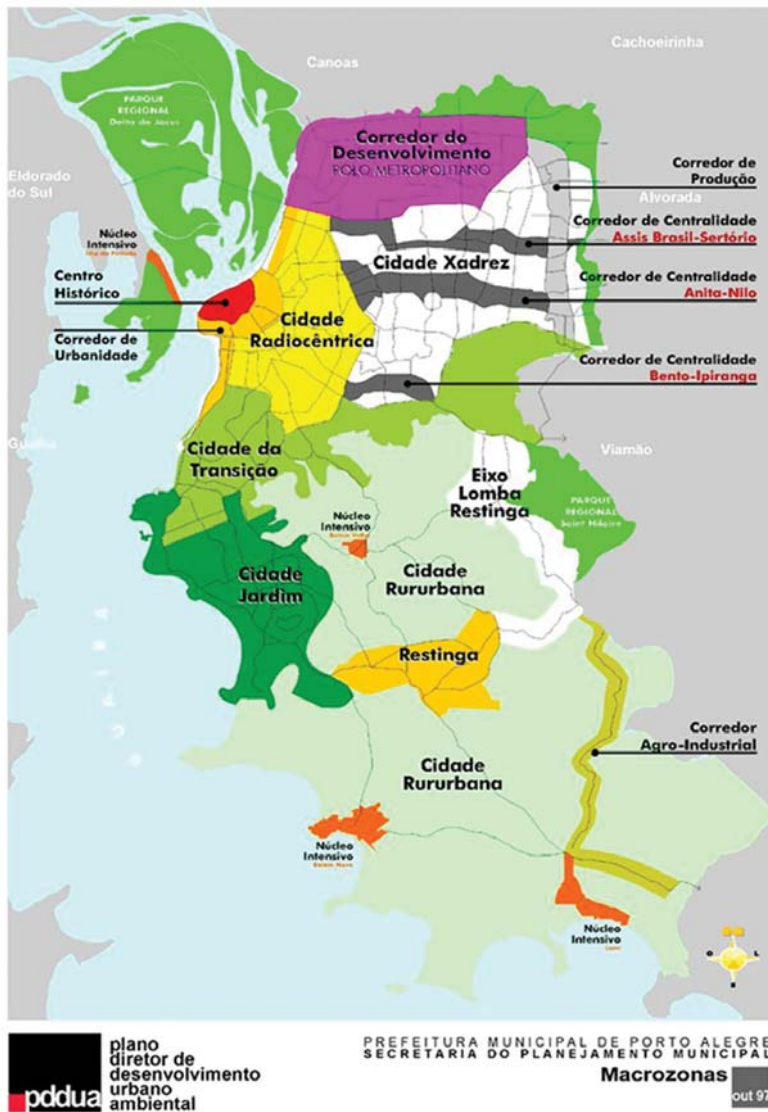 Cachoeirinha
Canoas
PARQUE
REGIONAL
Delta do Jacuí
Corredor do
Desenvolvimento
POLO METROPOLITANO
Corredor de
Produção
Eldorado
do Sul
Alvorada
Corredor de Centralidade
Assis Brasil-Sertório
Núcleo
Intensivo
Cidade Xadrez
Centro
Histórico
Corredor de Centralidade
Anita-Nilo
Cidade
Radiocêntrica
Corredor de
Urbanidade
Corredor de Centralidade
Bento-Ipiranga
Cidade da
Transição
Viamão
Eixo
Lomba
Restinga
PARQUE
REGIONAL
Saint Hilaire
Núcleo
Intensivo
Belém Velho
Cidade
Jardim
Cidade
Rururbana
Restinga
GUAÍBA
Corredor
Agro-Industrial
Cidade
Rururbana
Núcleo
Intensivo
Belém Novo
Núcleo
Intensivo
Lami
O L
pddua
plano
diretor de
desenvolvimento
urbano
ambiental
PREFEITURA MUNICIPAL DE PORTO ALEGRE
SECRETARIA DO PLANEJAMENTO MUNICIPAL
Macrozonas
out 97